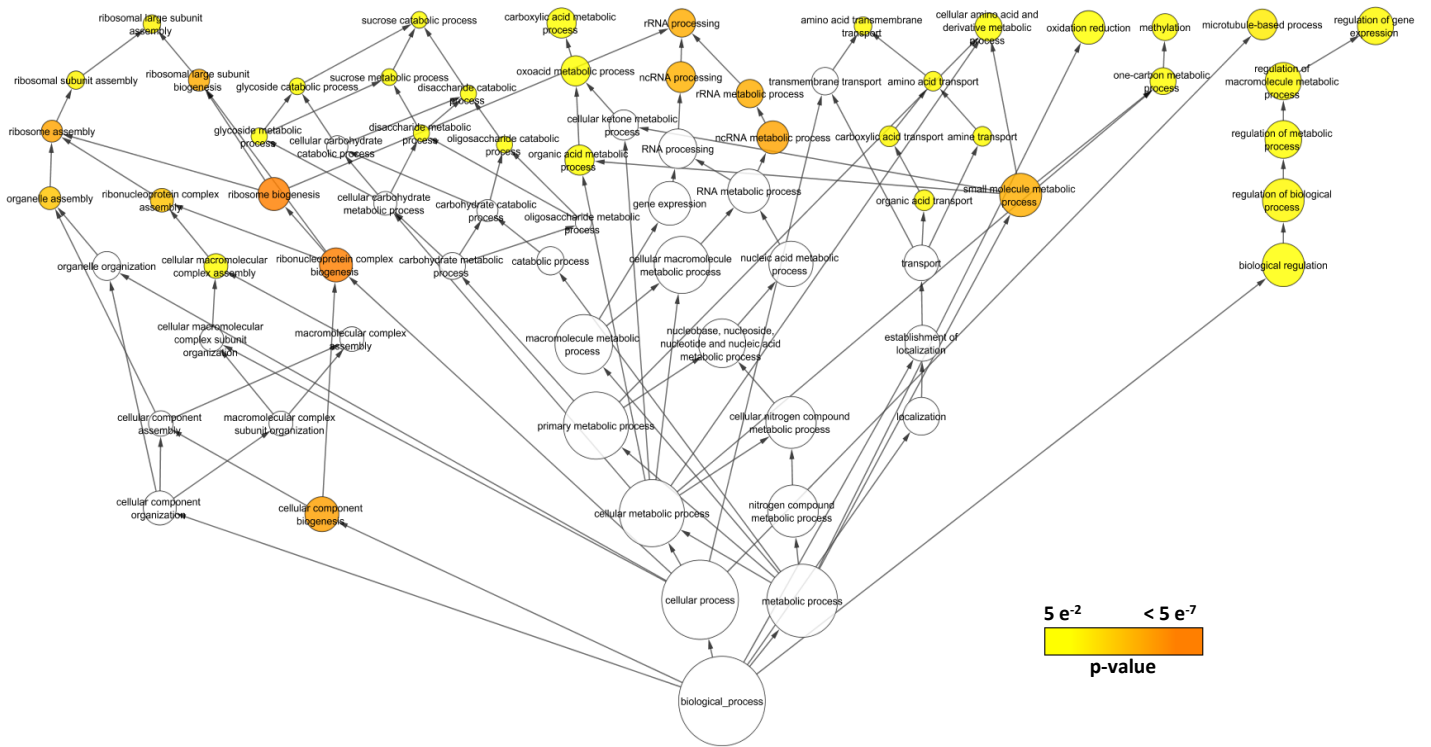 ribosomal large subunit
assembly
sucrose catabolic process
carboxylic acid metabolic
process
rRNA processing
amino acid transmembrane
transport
cellular amino acid and
derivative metabolic
process
oxidation reduction
methylation
microtubule-based process
regulation of gene
expression
ribosomal subunit assembly
ribosomal large subunit
biogenesis
glycoside catabolic process
sucrose metabolic process
disaccharide catabolic
process
oxoacid metabolic process
ncRNA processing
rRNA metabolic process
transmembrane transport
amino acid transport
one-carbon metabolic
process
regulation of
macromolecule metabolic
process
ribosome assembly
glycoside metabolic
process
cellular carbohydrate
catabolic process
disaccharide metabolic
process
oligosaccharide catabolic
process
cellular ketone metabolic
process
organic acid metabolic
process
RNA processing
ncRNA metabolic process
carboxylic acid transport
amine transport
regulation of metabolic
process
organelle assembly
ribonucleoprotein complex
assembly
ribosome biogenesis
cellular carbohydrate
metabolic process
carbohydrate catabolic
process
oligosaccharide metabolic
process
gene expression
RNA metabolic process
organic acid transport
small molecule metabolic
process
regulation of biological
process
organelle organization
cellular macromolecular
complex assembly
ribonucleoprotein complex
biogenesis
carbohydrate metabolic
process
catabolic process
cellular macromolecule
metabolic process
nucleic acid metabolic
process
transport
biological regulation
cellular macromolecular
complex subunit
organization
macromolecular complex
assembly
macromolecule metabolic
process
nucleobase, nucleoside,
nucleotide and nucleic acid
metabolic process
establishment of
localization
cellular component
assembly
macromolecular complex
subunit organization
primary metabolic process
cellular nitrogen compound
metabolic process
localization
cellular component
organization
cellular component
biogenesis
cellular metabolic process
nitrogen compound
metabolic process
cellular process
metabolic process
biological_process
5 e-2
< 5 e-7
p-value